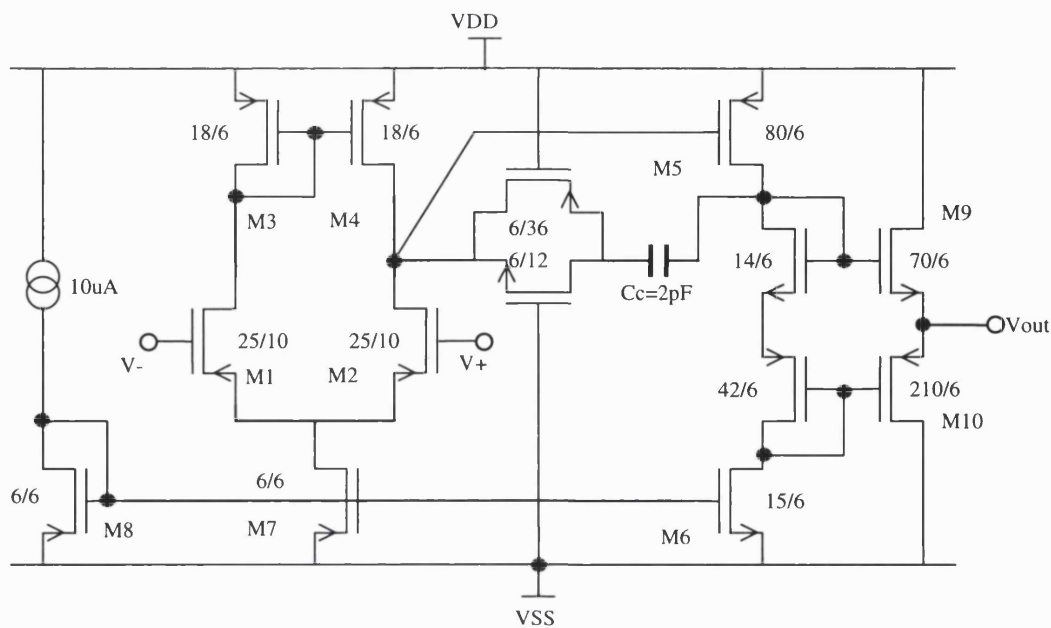 VDD
18/6
18/6
80/6
M5
M3
M4
M9
6/36
6/12
14/6
70/6
10uA
Cc=2pF
Vout
V-
25/10
25/10
V+
M1
M2
42/6
210/6
M10
6/6
6/6
15/6
M8
M7
M6
VSS